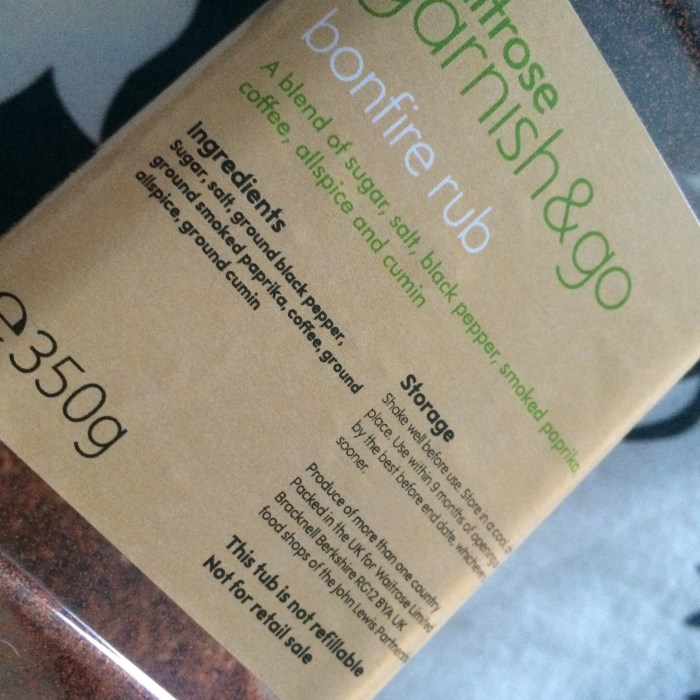 garnish&go
bonfire rub
A blend of sugar, salt, black pepper, smoked paprika
coffee, allspice and cumin
Ingredients
Sugar, salt, ground black pepper,
ground smoked paprika, coffee, ground
allspice, ground cumin
e350g
Storage
Shake well before use. Store in a cool
place. Use within 9 months of opening
by the best before end date,
sooner.
Produce of more than one country
Packed in the UK for Waitrose Limited
Bracknell Berkshire RG12 8YA UK
food shops of the John Lewis
This tub is not refillable
Not for retail sale